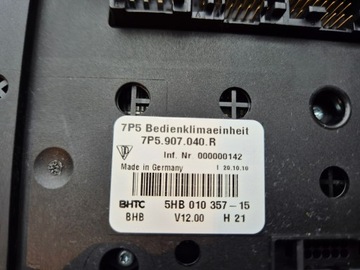 7P5 Bedienklimaeinheit
7P5.907.040.R
Inf. Nr 000000142
Made in Germany 1 20.10.10
BHTC 5HB 010 357-15
BHB V12.00 H 21